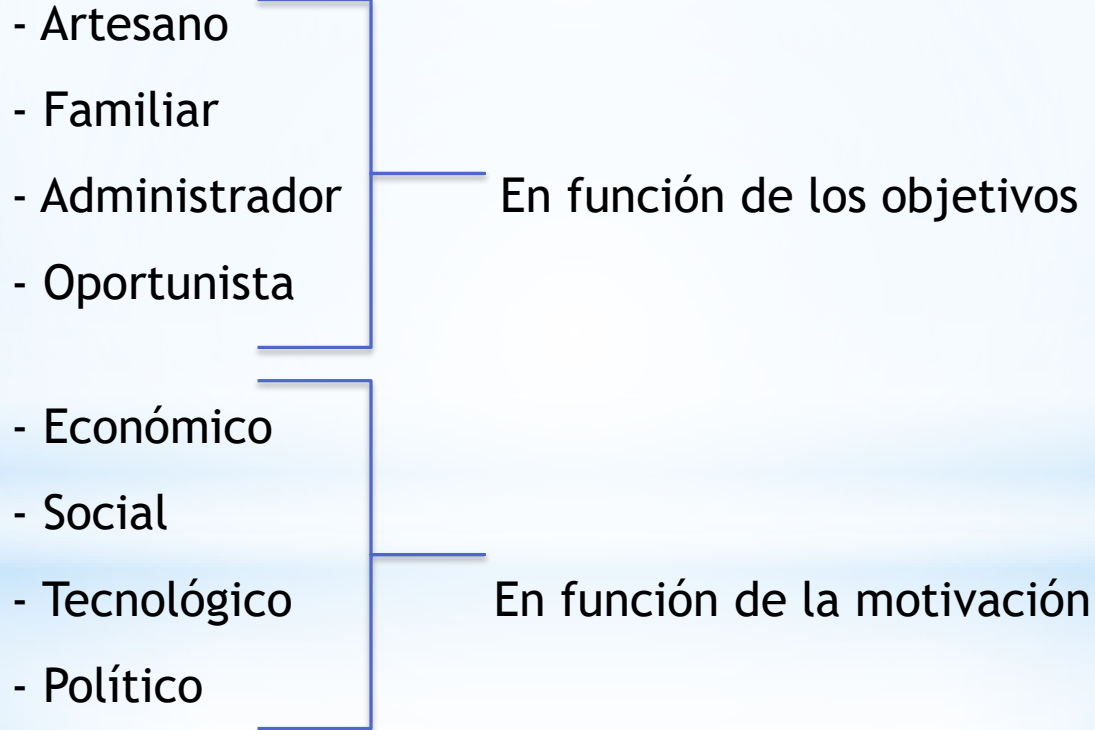 - Artesano
- Familiar
- Administrador
En función de los objetivos
- Oportunista
- Económico
- Social
- Tecnológico
En función de la motivación
- Político